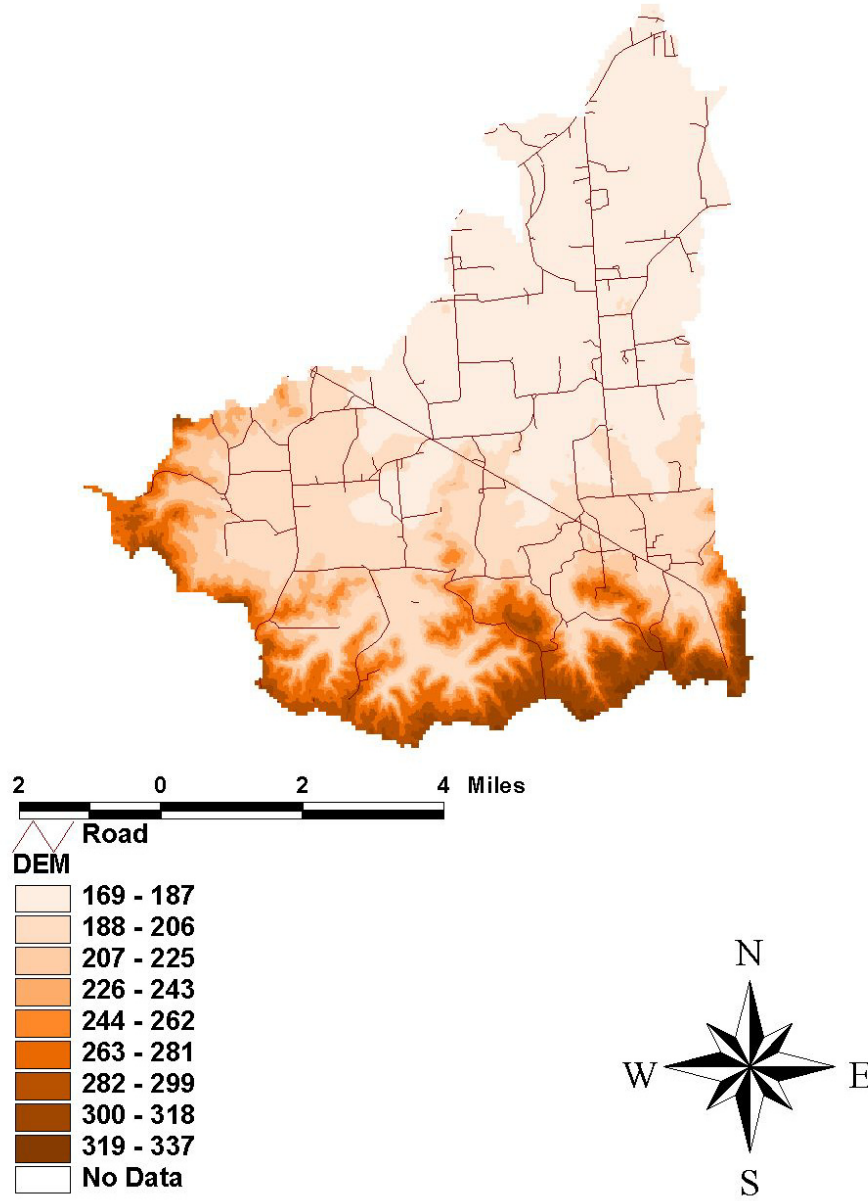 2 0 2 4 Miles
Road
DEM
169 - 187
188 - 206
207 - 225
226 - 243
244 - 262
263 - 281
282 - 299
300 - 318
319 - 337
No Data
N
W E
S